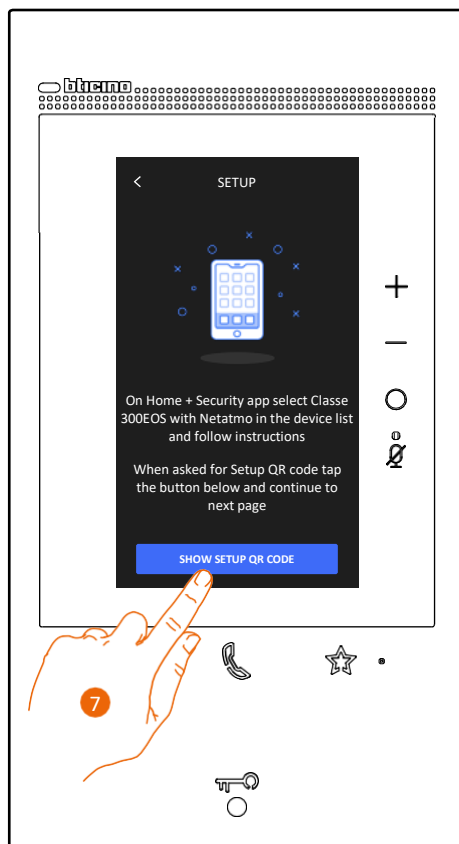 bticino
SETUP
On Home + Security app select Classe
300EOS with Netatmo in the device list
and follow instructions
When asked for Setup QR code tap
the button below and continue to
next page
SHOW SETUP QR CODE
7